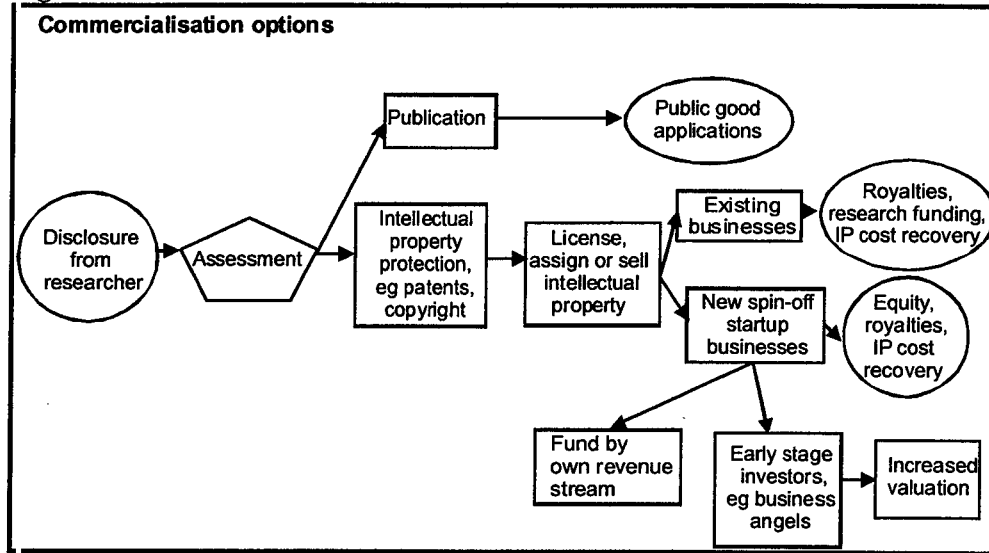 Commercialisation options
Publication
Public good
applications
Disclosure
from
researcher
Assessment
Intellectual
property
protection,
eg patents,
copyright
License,
assign or sell
intellectual
property
Existing
businesses
Royalties,
research funding,
IP cost recovery
New spin-off
startup
businesses
Equity,
royalties,
IP cost
recovery
Fund by
own revenue
stream
Early stage
investors,
eg business
angels
Increased
valuation